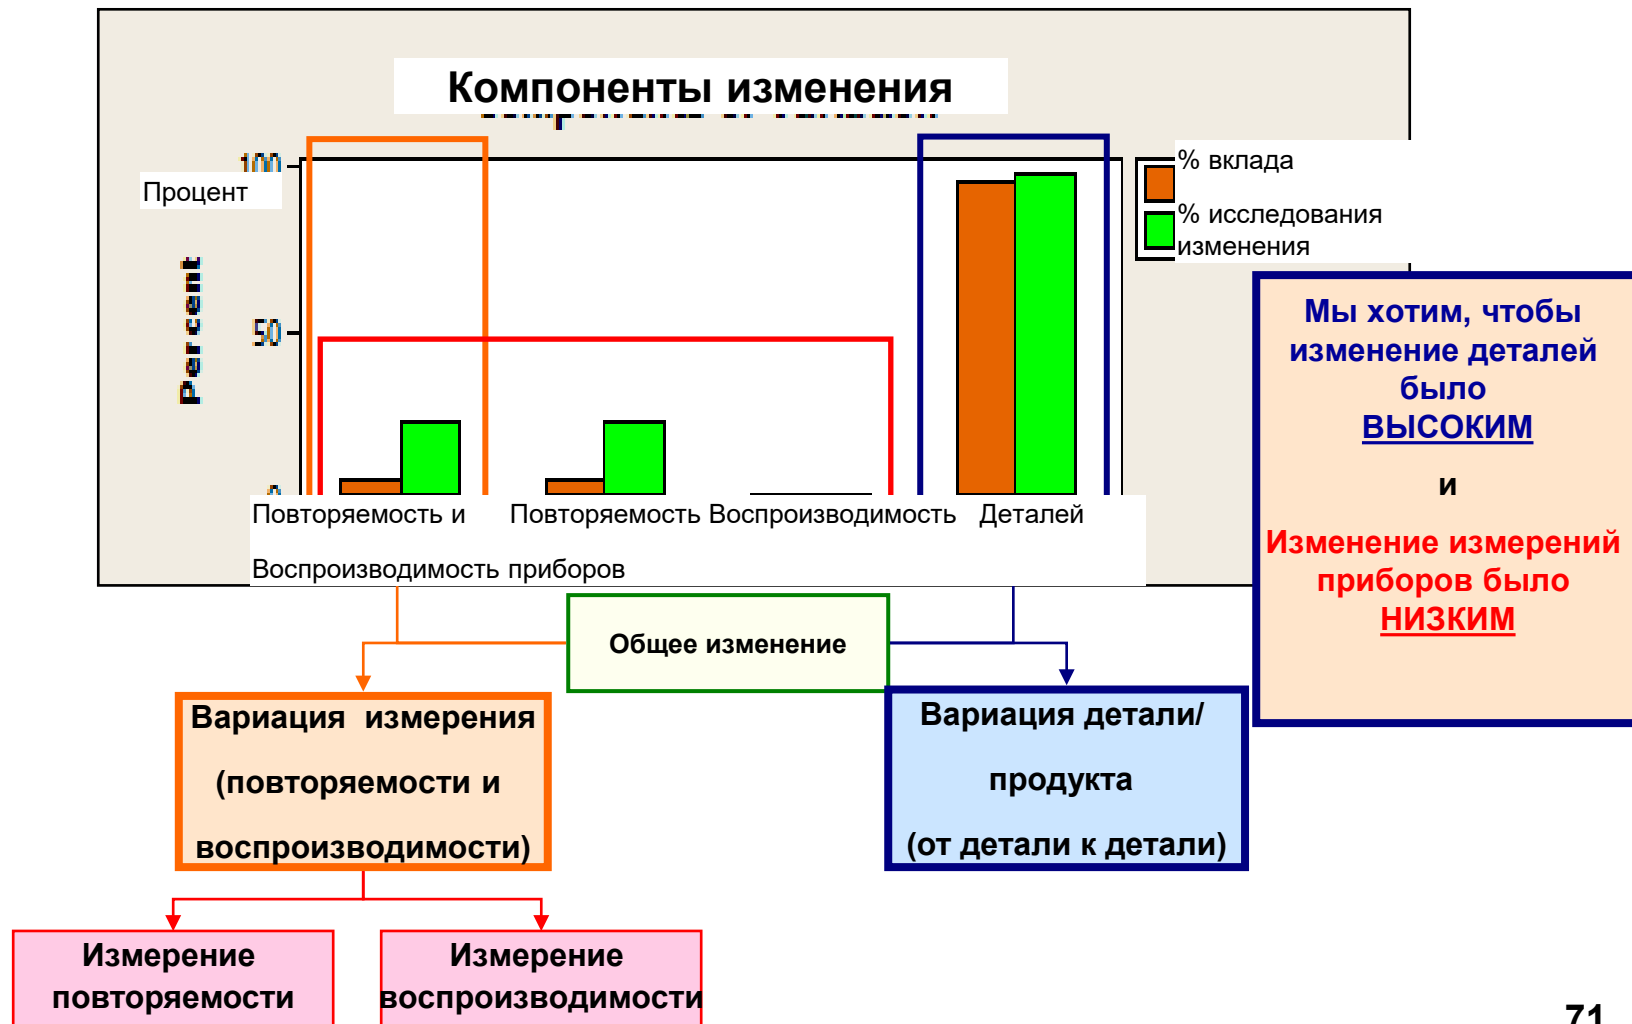 Компоненты изменения
100
Процент
Percent
50
% вклада
% исследования
изменения
Повторяемость и
Воспроизводимость приборов
Повторяемость
Воспроизводимость
Деталей
Мы хотим, чтобы
изменение деталей
было
ВЫСОКИМ
и
Изменение измерений
приборов было
НИЗКИМ
Общее изменение
Вариация измерения
(повторяемости и
воспроизводимости)
Вариация детали/
продукта
(от детали к детали)
Измерение
повторяемости
Измерение
воспроизводимости
71